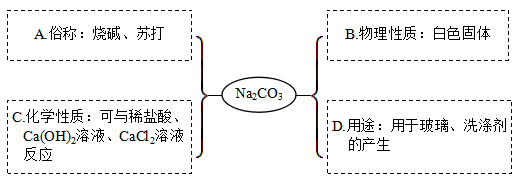 A.俗称：烧碱、苏打
B.物理性质：白色固体
Na₂CO₃
C.化学性质：可与稀盐酸、
Ca(OH)₂溶液、CaCl₂溶液
反应
D.用途：用于玻璃、洗涤剂
的产生